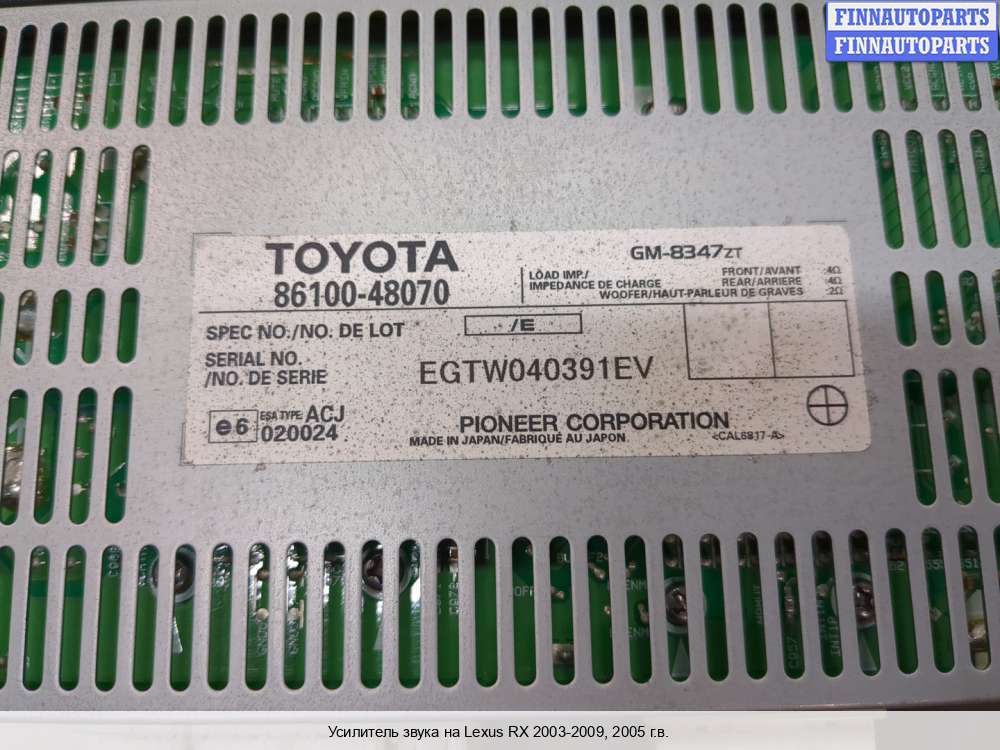 FINNAUTOPARTS
FINNAUTOPARTS
TOYOTA
86100-48070
GM-8347ZT
LOAD IMP./
IMPEDANCE DE CHARGE
FRONT/AVANT :4Ω
REAR/ARRIERE :4Ω
WOOFER/HAUT-PARLEUR DE GRAVES :2Ω
SPEC NO./NO. DE LOT
/E
SERIAL NO.
/NO. DE SERIE
EGTW040391EV
e6
ESA TYPE ACJ
020024
PIONEER CORPORATION
MADE IN JAPAN/FABRIQUÉ AU JAPON
<CAL6817-A>
Усилитель звука на Lexus RX 2003-2009, 2005 г.в.